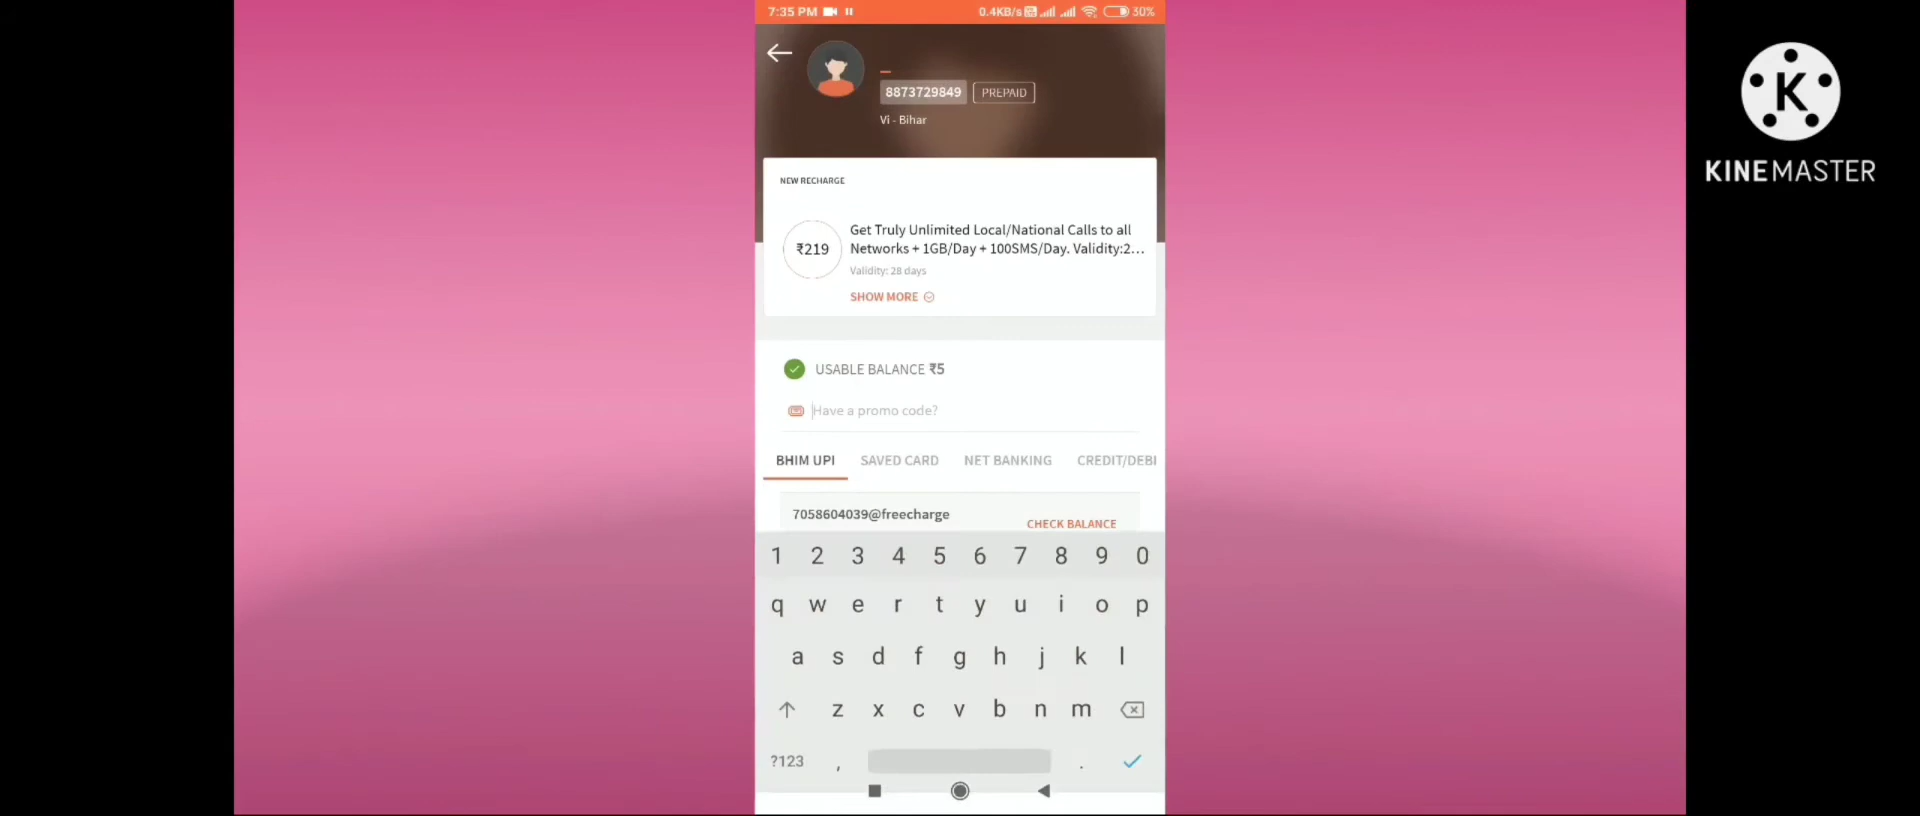 7:35 PM
0.4KB/s 30%
8873729849 PREPAID
Vi - Bihar
NEW RECHARGE
₹219
Get Truly Unlimited Local/National Calls to all
Networks + 1GB/Day + 100SMS/Day. Validity:2...
Validity: 28 days
SHOW MORE
USABLE BALANCE ₹5
Have a promo code?
BHIM UPI SAVED CARD NET BANKING CREDIT/DEBI
7058604039@freecharge
CHECK BALANCE
1 2 3 4 5 6 7 8 9 0
q w e r t y u i o p
a s d f g h j k l
z x c v b n m
?123 , .
K
KINEMASTER